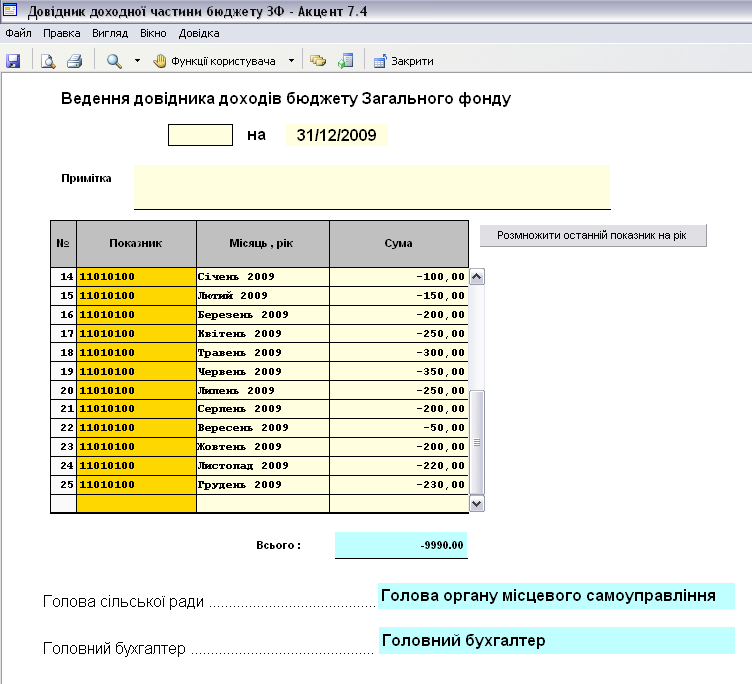 Довідник доходної частини бюджету ЗФ - Акцент 7.4
Файл Правка Вигляд Вікно Довідка
Функції користувача Закрити
Ведення довідника доходів бюджету Загального фонду
на 31/12/2009
Примітка
Розмножити останній показник на рік
№ Показник Місяць , рік Сума
14 11010100 Січень 2009 -100,00
15 11010100 Лютий 2009 -150,00
16 11010100 Березень 2009 -200,00
17 11010100 Квітень 2009 -250,00
18 11010100 Травень 2009 -300,00
19 11010100 Червень 2009 -350,00
20 11010100 Липень 2009 -250,00
21 11010100 Серпень 2009 -200,00
22 11010100 Вересень 2009 -50,00
23 11010100 Жовтень 2009 -200,00
24 11010100 Листопад 2009 -220,00
25 11010100 Грудень 2009 -230,00
Всього : -9990.00
Голова сільської ради ........................................ Голова органу місцевого самоуправління
Головний бухгалтер ............................................ Головний бухгалтер